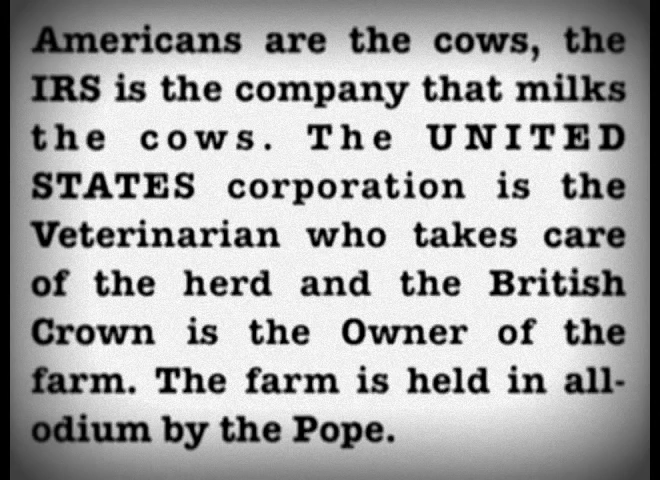 Americans are the cows, the
IRS is the company that milks
the cows. The UNITED
STATES corporation is the
Veterinarian who takes care
of the herd and the British
Crown is the Owner of the
farm. The farm is held in all-
odium by the Pope.